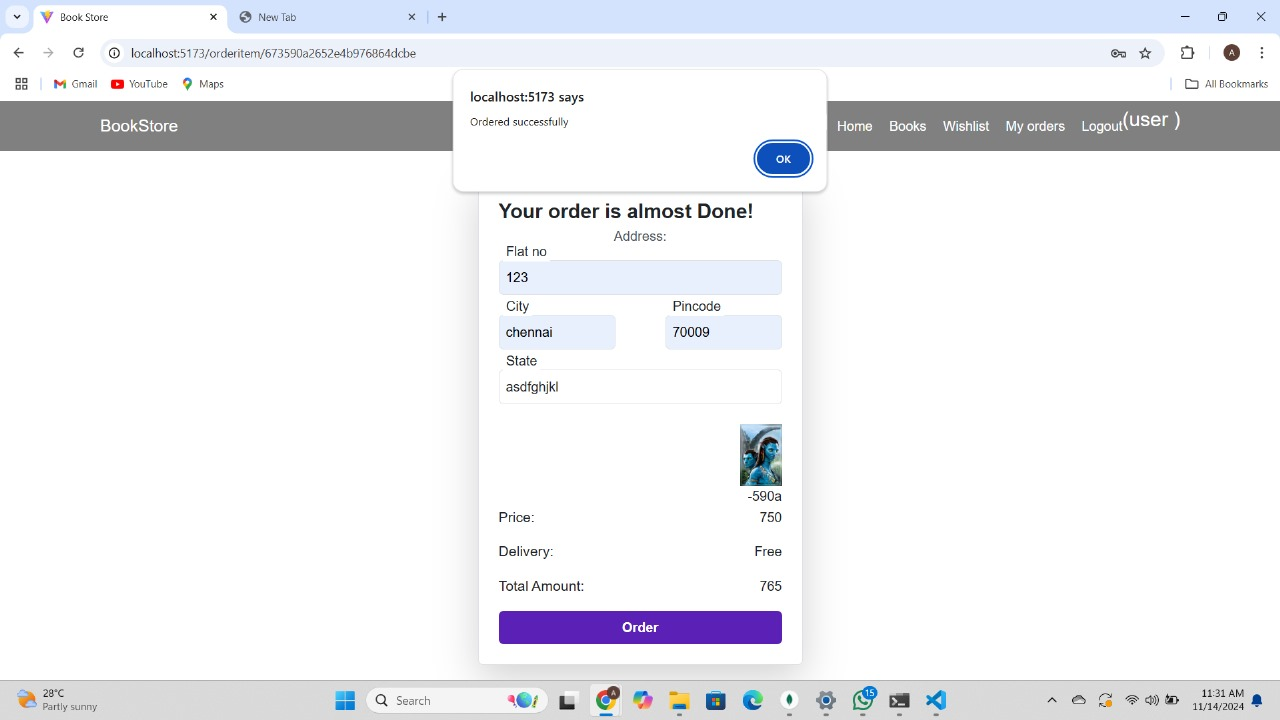 Book Store
New Tab
localhost:5173/orderitem/673590a2652e4b976864dcbe
A
Gmail
YouTube
Maps
All Bookmarks
localhost:5173 says
Ordered successfully
OK
BookStore
Home
Books
Wishlist
My orders
Logout
(user )
Your order is almost Done!
Address:
Flat no
123
City
Pincode
chennai
70009
State
asdfghjkl
-590a
Price:
750
Delivery:
Free
Total Amount:
765
Order
28°C
Partly sunny
Search
A
15
11:31 AM
11/14/2024